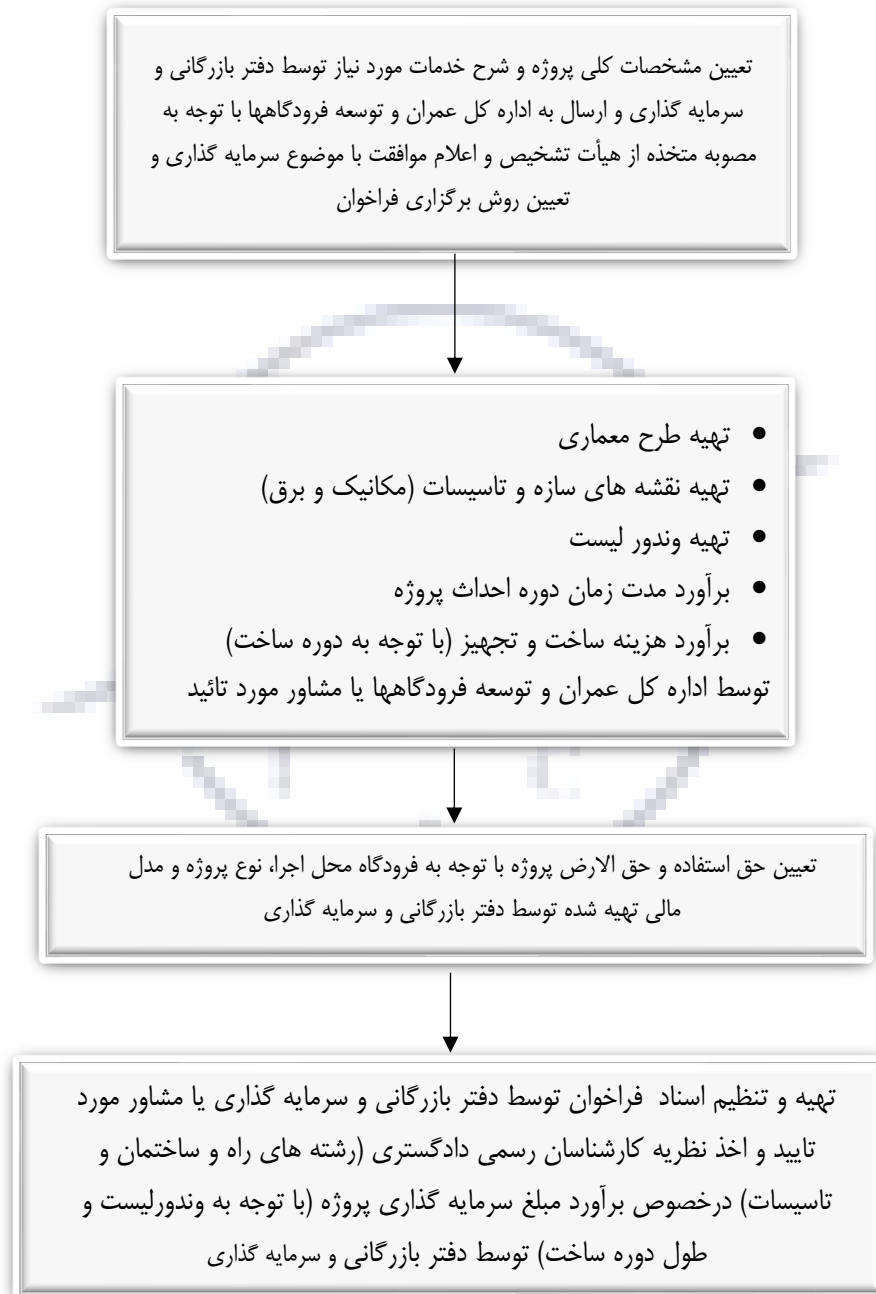 تعیین مشخصات کلی پروژه و شرح خدمات مورد نیاز توسط دفتر بازرگانی و
سرمایه گذاری و ارسال به اداره کل عمران و توسعه فرودگاهها با توجه به
مصوبه متخذه از هیأت تشخیص و اعلام موافقت با موضوع سرمایه گذاری و
تعیین روش برگزاری فراخوان
● تهیه طرح معماری
● تهیه نقشه های سازه و تاسیسات (مکانیک و برق)
● تهیه وندور لیست
● برآورد مدت زمان دوره احداث پروژه
● برآورد هزینه ساخت و تجهیز (با توجه به دوره ساخت)
توسط اداره کل عمران و توسعه فرودگاهها یا مشاور مورد تائید
تعیین حق استفاده و حق الارض پروژه با توجه به فرودگاه محل اجرا، نوع پروژه و مدل
مالی تهیه شده توسط دفتر بازرگانی و سرمایه گذاری
تهیه و تنظیم اسناد فراخوان توسط دفتر بازرگانی و سرمایه گذاری یا مشاور مورد
تایید و اخذ نظریه کارشناسان رسمی دادگستری (رشته های راه و ساختمان و
تاسیسات) درخصوص برآورد مبلغ سرمایه گذاری پروژه (با توجه به وندورلیست و
طول دوره ساخت) توسط دفتر بازرگانی و سرمایه گذاری